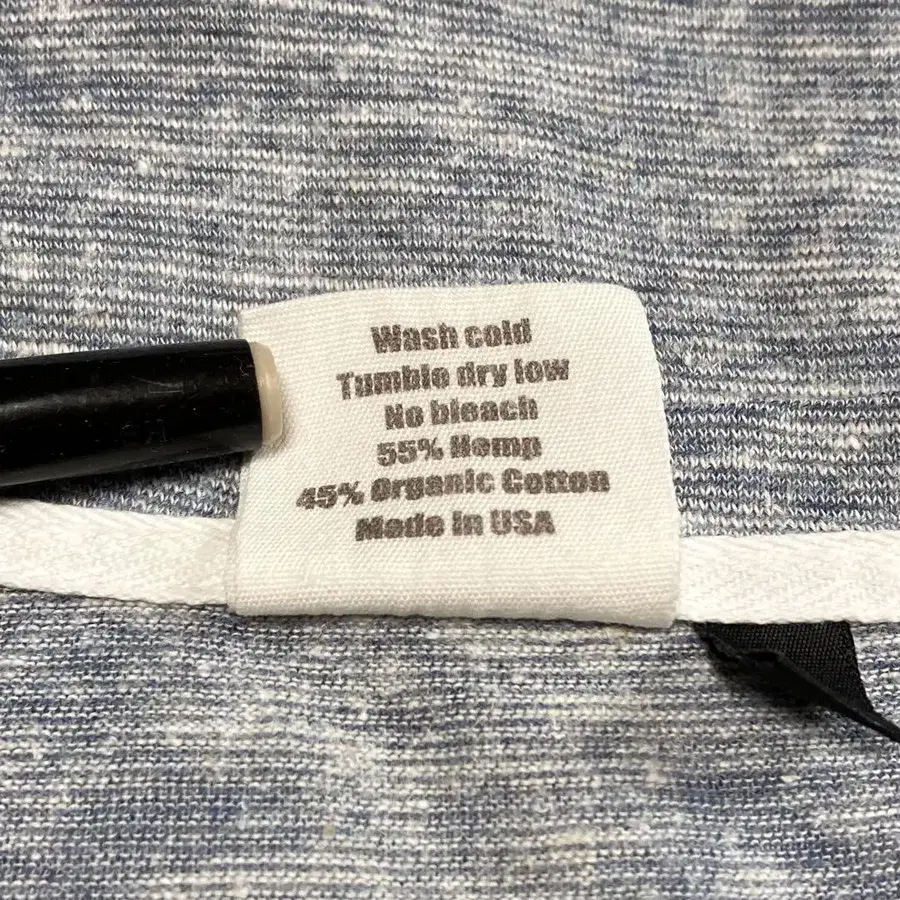 Wash cold
Tumble dry low
No bleach
55% Hemp
45% Organic Cotton
Made in USA